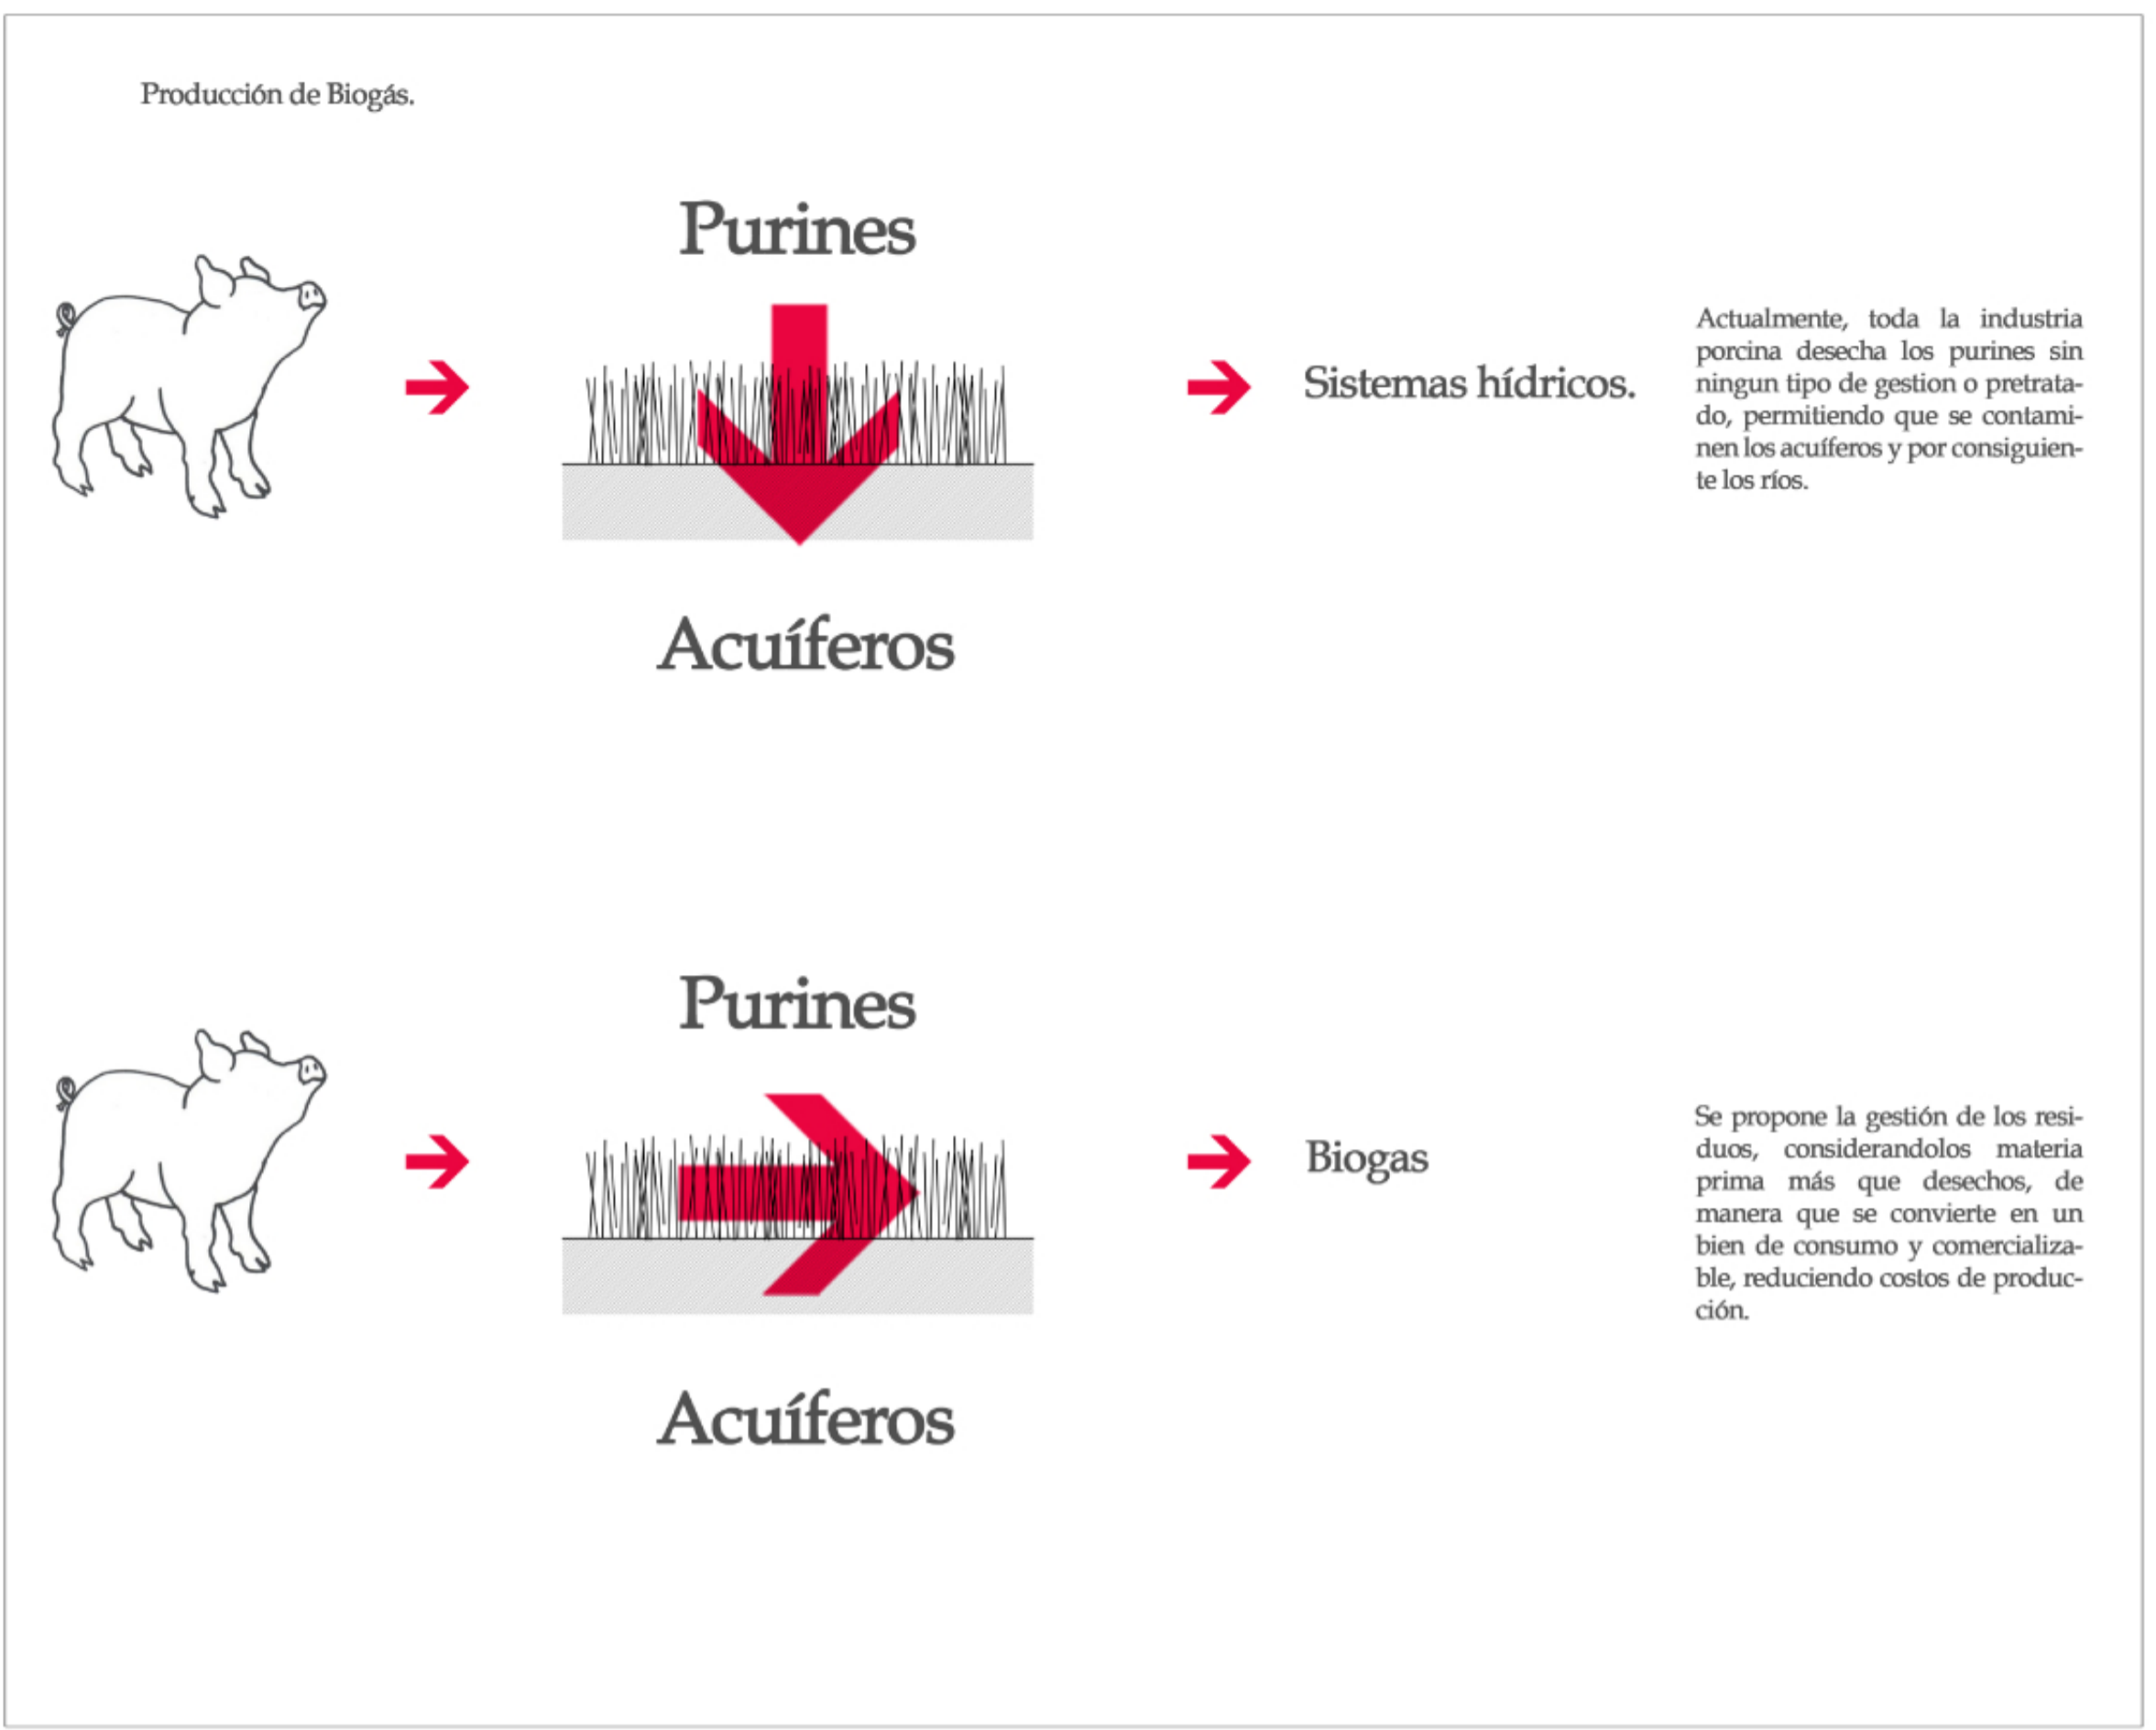 Producción de Biogás.
Purines
Acuíferos
Sistemas hídricos.
Actualmente, toda la industria
porcina desecha los purines sin
ningun tipo de gestion o pretrata-
do, permitiendo que se contami-
nen los acuíferos y por consiguien-
te los ríos.
Purines
Acuíferos
Biogas
Se propone la gestión de los resi-
duos, considerandolos materia
prima más que desechos, de
manera que se convierte en un
bien de consumo y comercializa-
ble, reduciendo costos de produc-
ción.